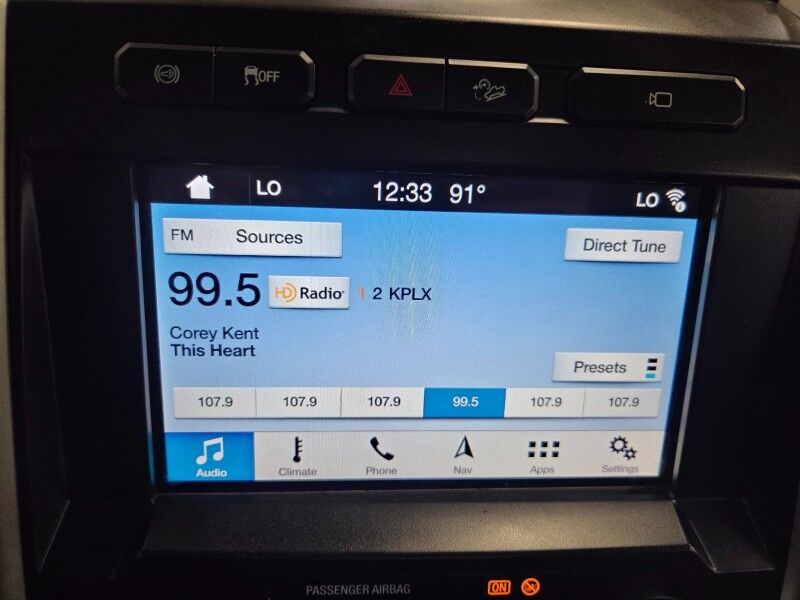 OFF
LO 12:33 91° LO
FM Sources
Direct Tune
99.5 HD Radio 1 2 KPLX
Corey Kent
This Heart
Presets
107.9 107.9 107.9 99.5 107.9 107.9
Audio Climate Phone Nav Apps Settings
PASSENGER AIRBAG ON